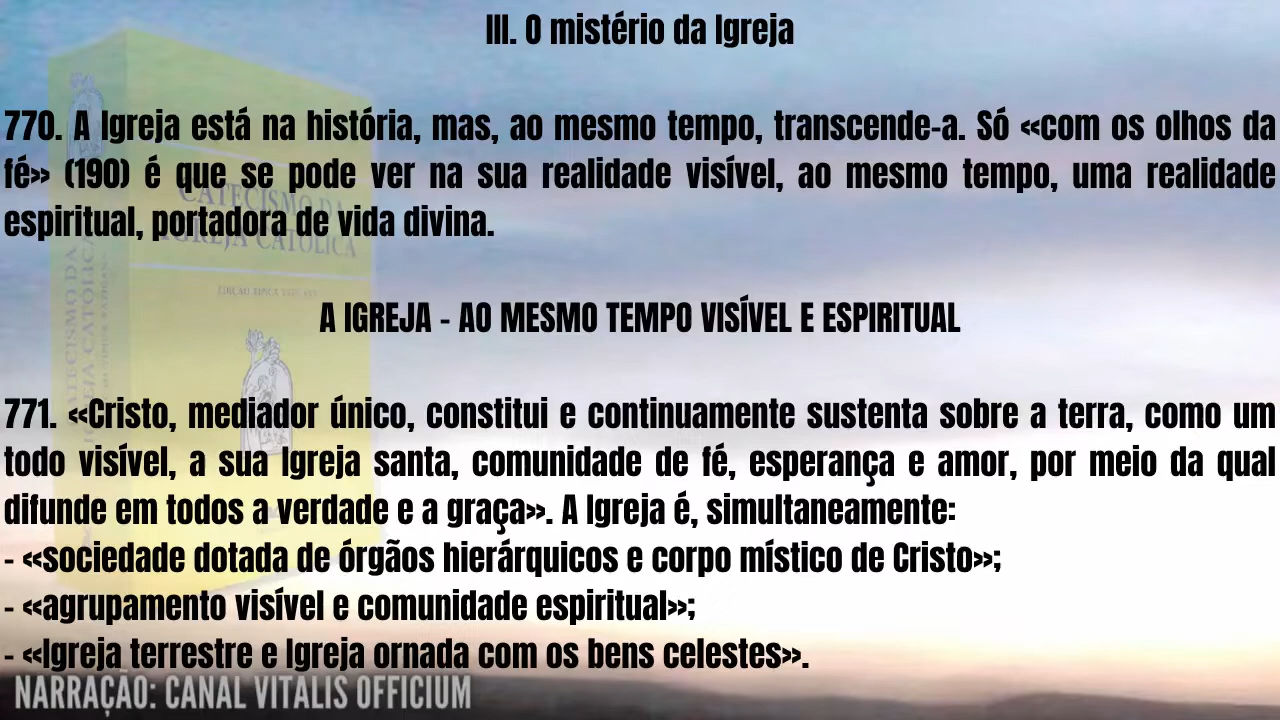 III. O mistério da Igreja
770. A Igreja está na história, mas, ao mesmo tempo, transcende-a. Só «com os olhos da
fé» (190) é que se pode ver na sua realidade visível, ao mesmo tempo, uma realidade
espiritual, portadora de vida divina.
CATECISMO DA
IGREJA CATÓLICA
A IGREJA - AO MESMO TEMPO VISÍVEL E ESPIRITUAL
771. «Cristo, mediador único, constitui e continuamente sustenta sobre a terra, como um
todo visível, a sua Igreja santa, comunidade de fé, esperança e amor, por meio da qual
difunde em todos a verdade e a graça». A Igreja é, simultaneamente:
- «sociedade dotada de órgãos hierárquicos e corpo místico de Cristo»;
- «agrupamento visível e comunidade espiritual»;
- «Igreja terrestre e Igreja ornada com os bens celestes».
NARRAÇÃO: CANAL VITALIS OFFICIUM